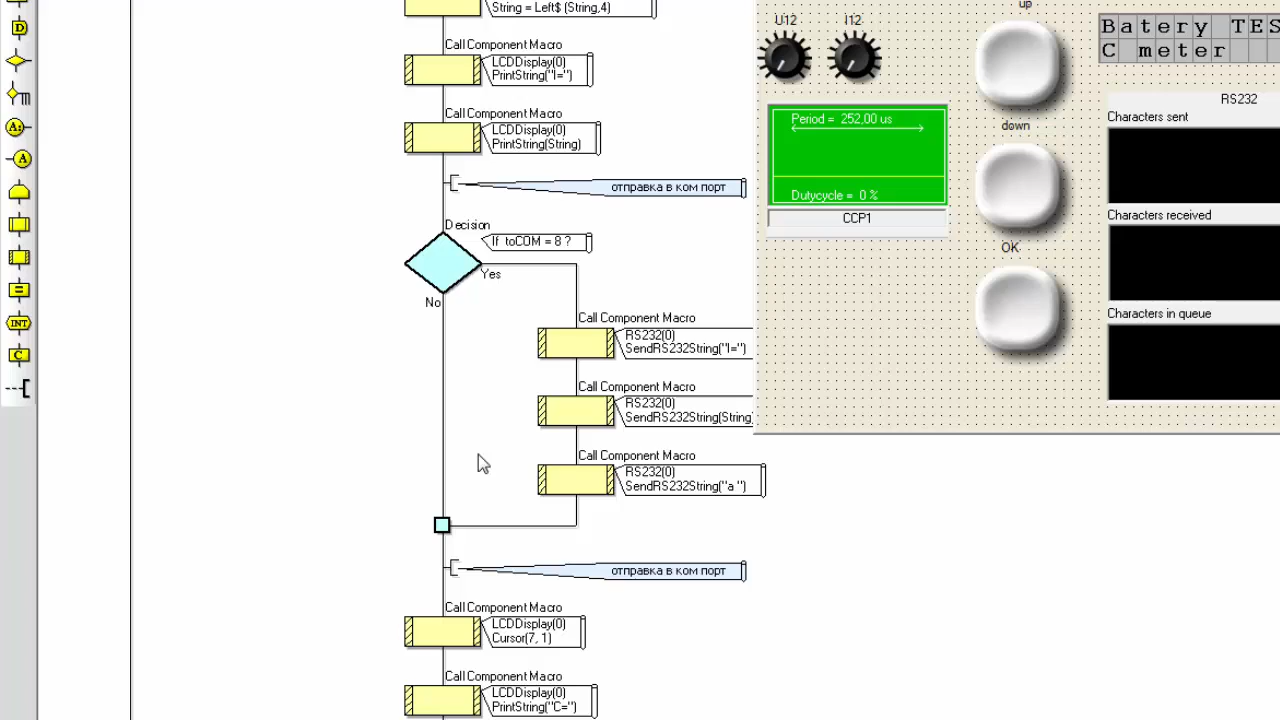 String = Left$ (String,4)
Call Component Macro
LCDDisplay(0)
PrintString("I=")
Call Component Macro
LCDDisplay(0)
PrintString(String)
отправка в ком порт
Decision
If toCOM = 8 ?
Yes
No
Call Component Macro
RS232(0)
SendRS232String("I=")
Call Component Macro
RS232(0)
SendRS232String(String
Call Component Macro
RS232(0)
SendRS232String("a ")
отправка в ком порт
Call Component Macro
LCDDisplay(0)
Cursor(7, 1)
Call Component Macro
LCDDisplay(0)
PrintString("C=")
D
A:
A
=
INT
C
U12
I12
up
Batery TES
C meter
Period = 252,00 us
Dutycycle = 0 %
CCP1
down
OK
RS232
Characters sent
Characters received
Characters in queue